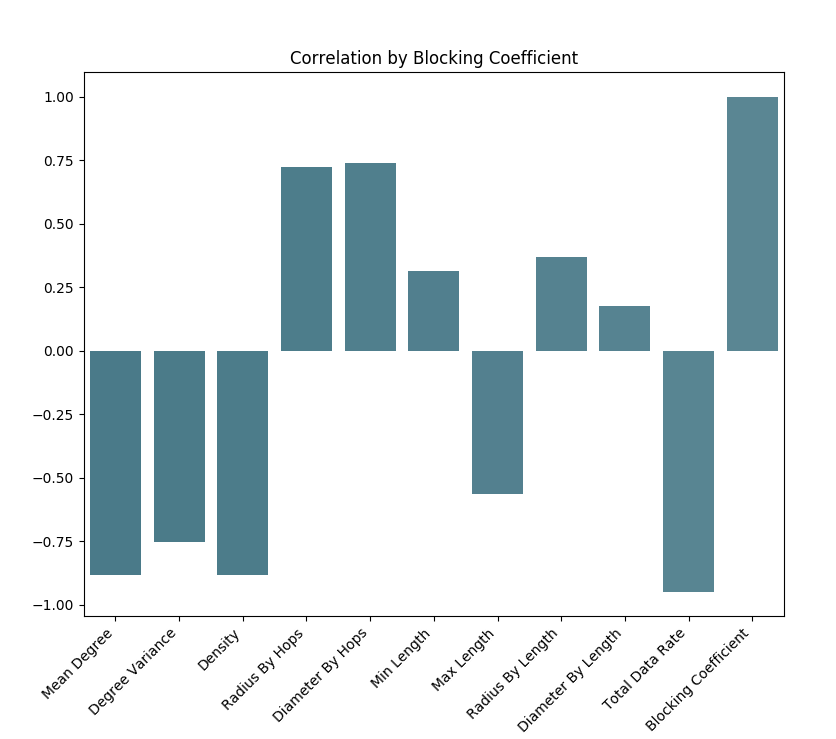 Correlation by Blocking Coefficient
1.00
0.75
0.50
0.25
0.00
−0.25
−0.50
−0.75
−1.00
Mean Degree
Degree Variance
Density
Radius By Hops
Diameter By Hops
Min Length
Max Length
Radius By Length
Diameter By Length
Total Data Rate
Blocking Coefficient